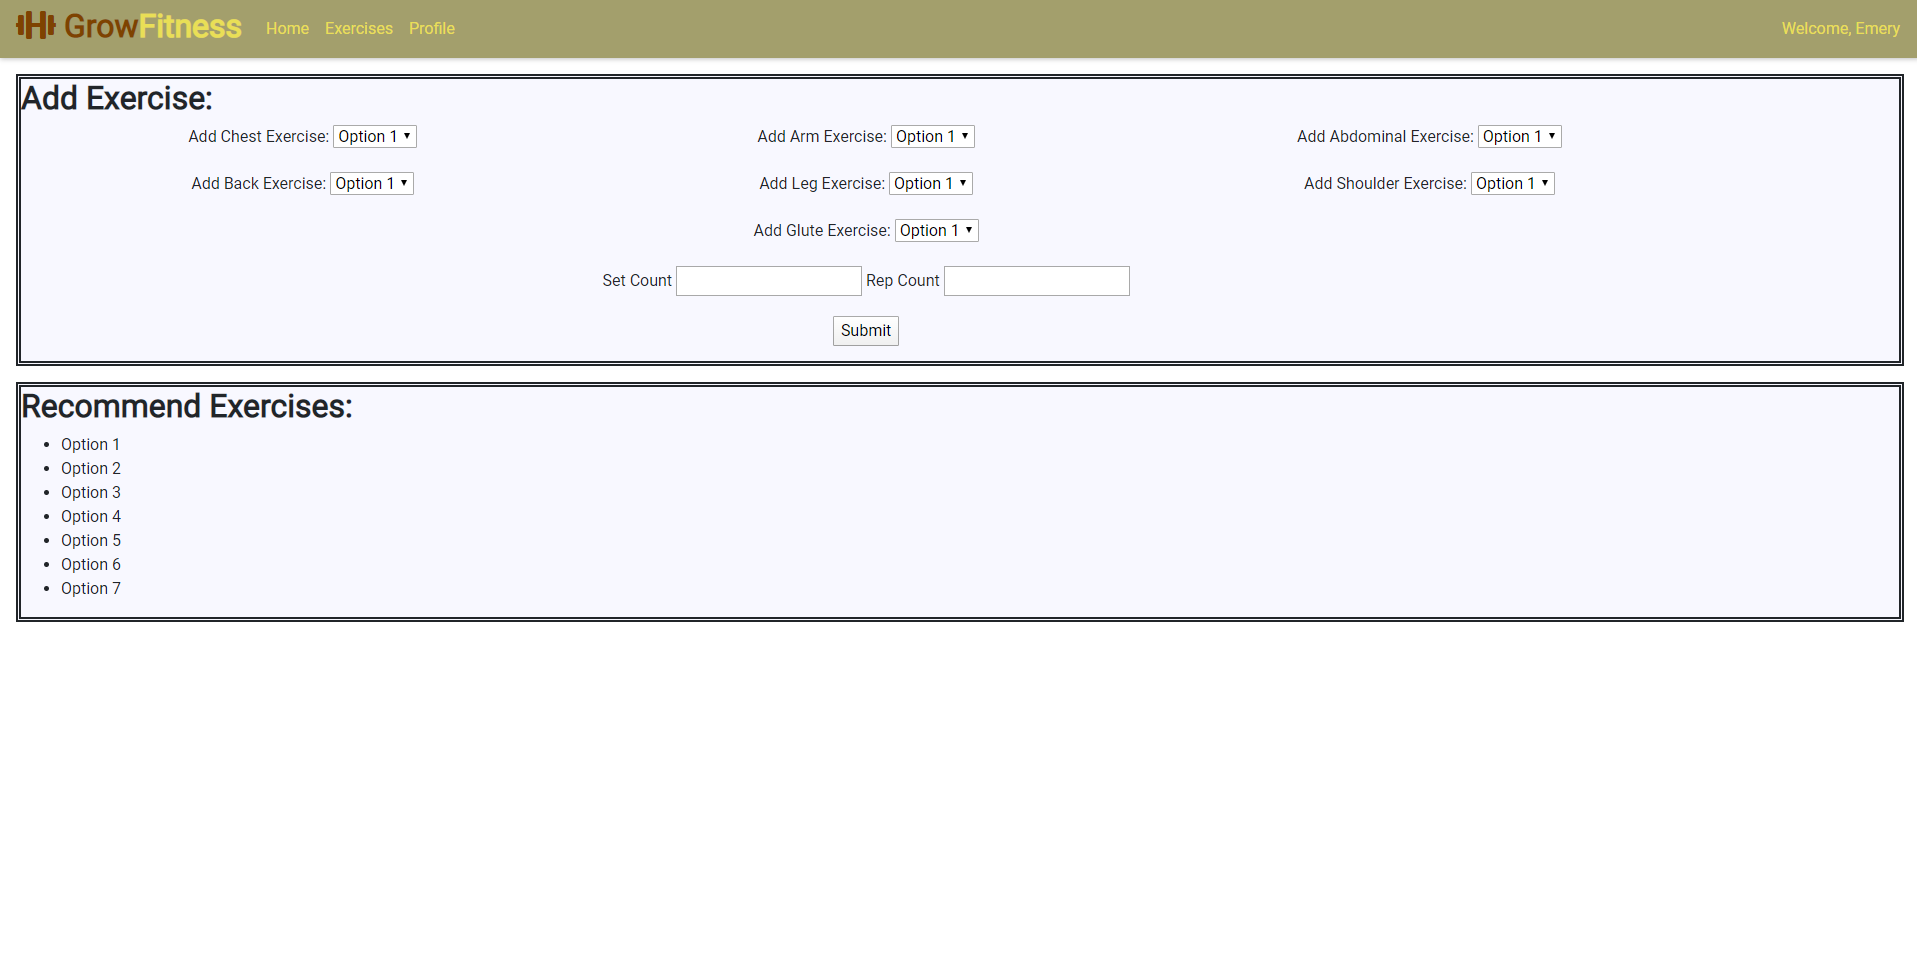 GrowFitness Home Exercises Profile Welcome, Emery
Add Exercise:
Add Chest Exercise: Option 1 Add Arm Exercise: Option 1 Add Abdominal Exercise: Option 1
Add Back Exercise: Option 1 Add Leg Exercise: Option 1 Add Shoulder Exercise: Option 1
Add Glute Exercise: Option 1
Set Count Rep Count
Submit
Recommend Exercises:
Option 1
Option 2
Option 3
Option 4
Option 5
Option 6
Option 7